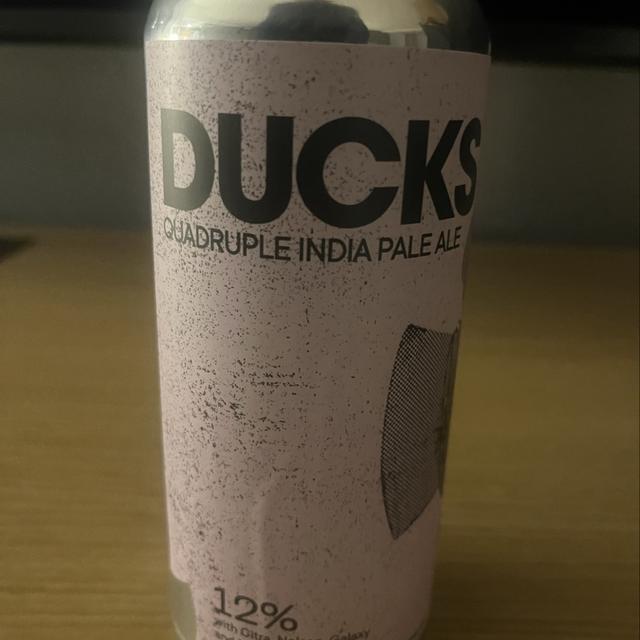 DUCKS
QUADRUPLE INDIA PALE ALE
12%
with Citra, Nelson, Galaxy